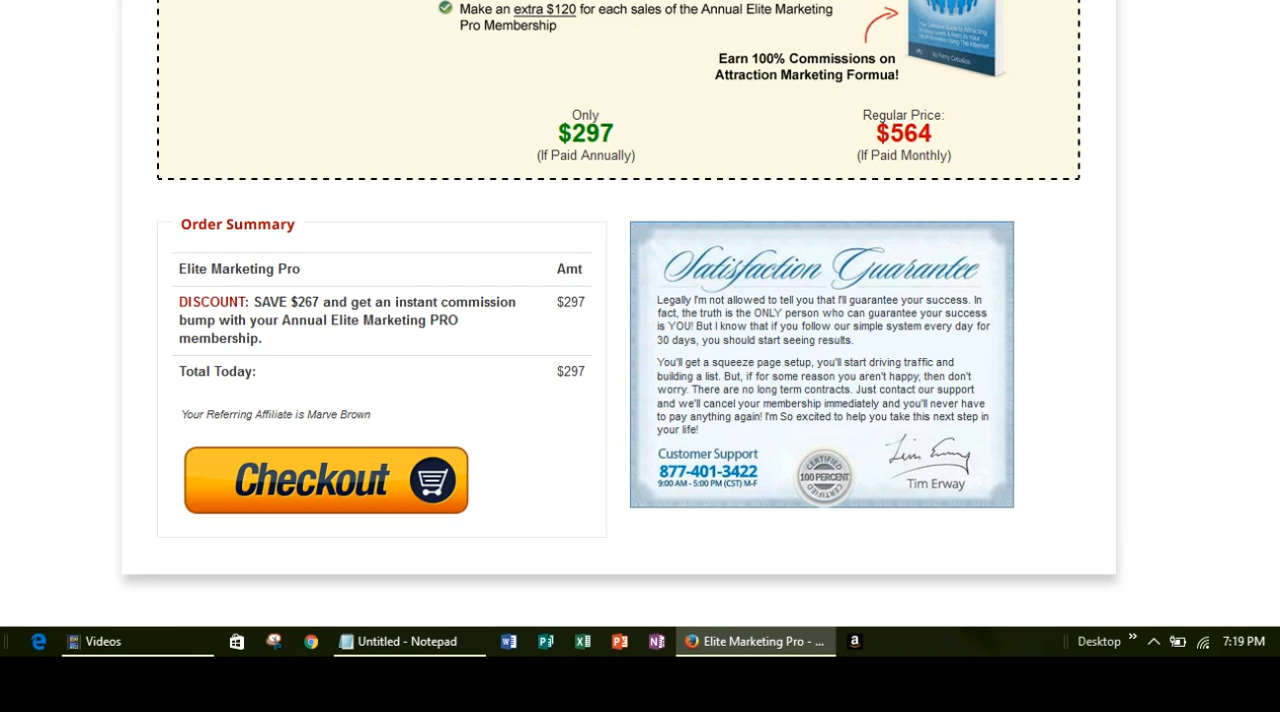 Make an extra $120 for each sales of the Annual Elite Marketing
Pro Membership
Earn 100% Commissions on
Attraction Marketing Formua!
Only
$297
(If Paid Annually)
Regular Price:
$564
(If Paid Monthly)
Order Summary
Elite Marketing Pro Amt
DISCOUNT: SAVE $267 and get an instant commission $297
bump with your Annual Elite Marketing PRO
membership.
Total Today: $297
Your Referring Affiliate is Marve Brown
Checkout
Satisfaction Guarantee
Legally I'm not allowed to tell you that I'll guarantee your success. In
fact, the truth is the ONLY person who can guarantee your success
is YOU! But I know that if you follow our simple system every day for
30 days, you should start seeing results.
You'll get a squeeze page setup, you'll start driving traffic and
building a list. But, if for some reason you aren't happy, then don't
worry. There are no long term contracts. Just contact our support
and we'll cancel your membership immediately and you'll never have
to pay anything again! I'm So excited to help you take this next step in
your life!
Customer Support
877-401-3422
9:00 AM - 5:00 PM (CST) M-F
CERTIFIED
100 PERCENT
CERTIFIED
Tim Erway
Videos
Untitled - Notepad
Elite Marketing Pro - ...
Desktop
7:19 PM